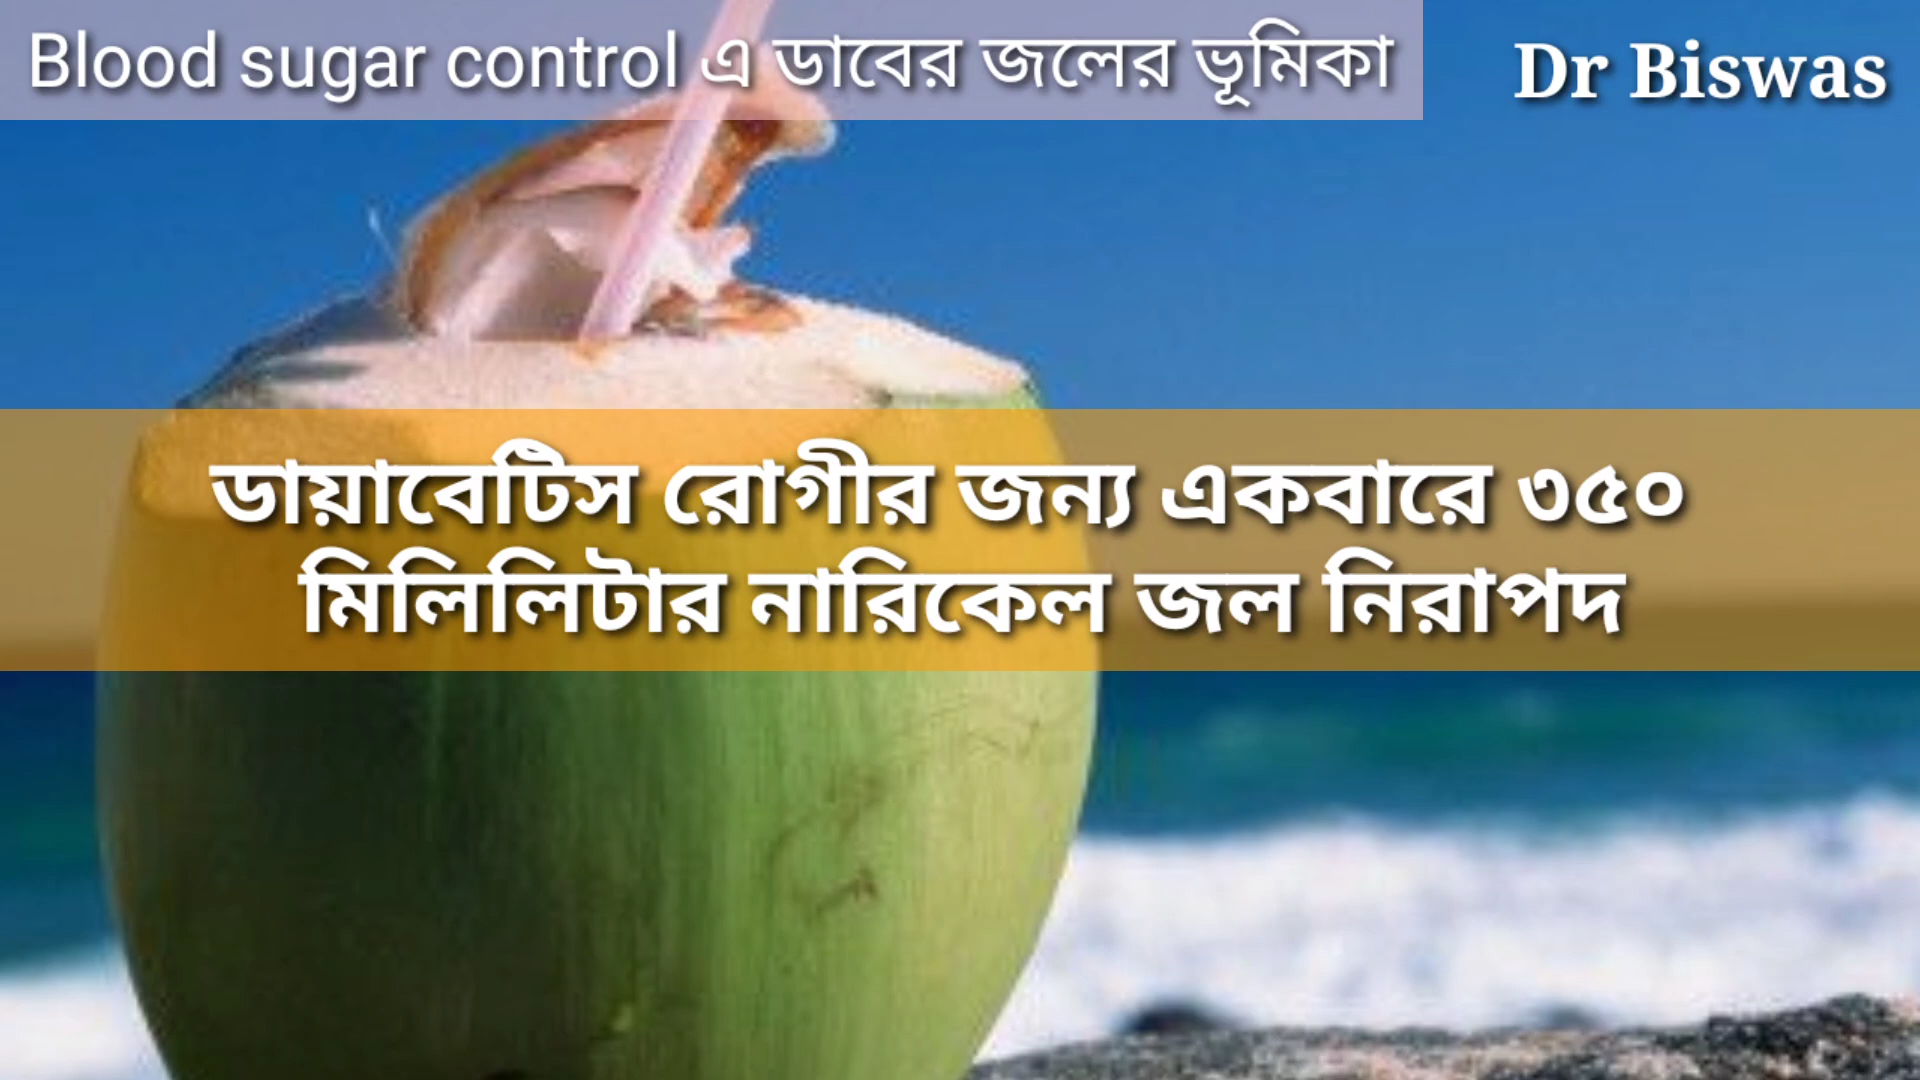 Blood sugar control এ ডাবের জলের ভূমিকা
Dr Biswas
ডায়াবেটিস রোগীর জন্য একবারে ৩৫০
মিলিলিটার নারিকেল জল নিরাপদ